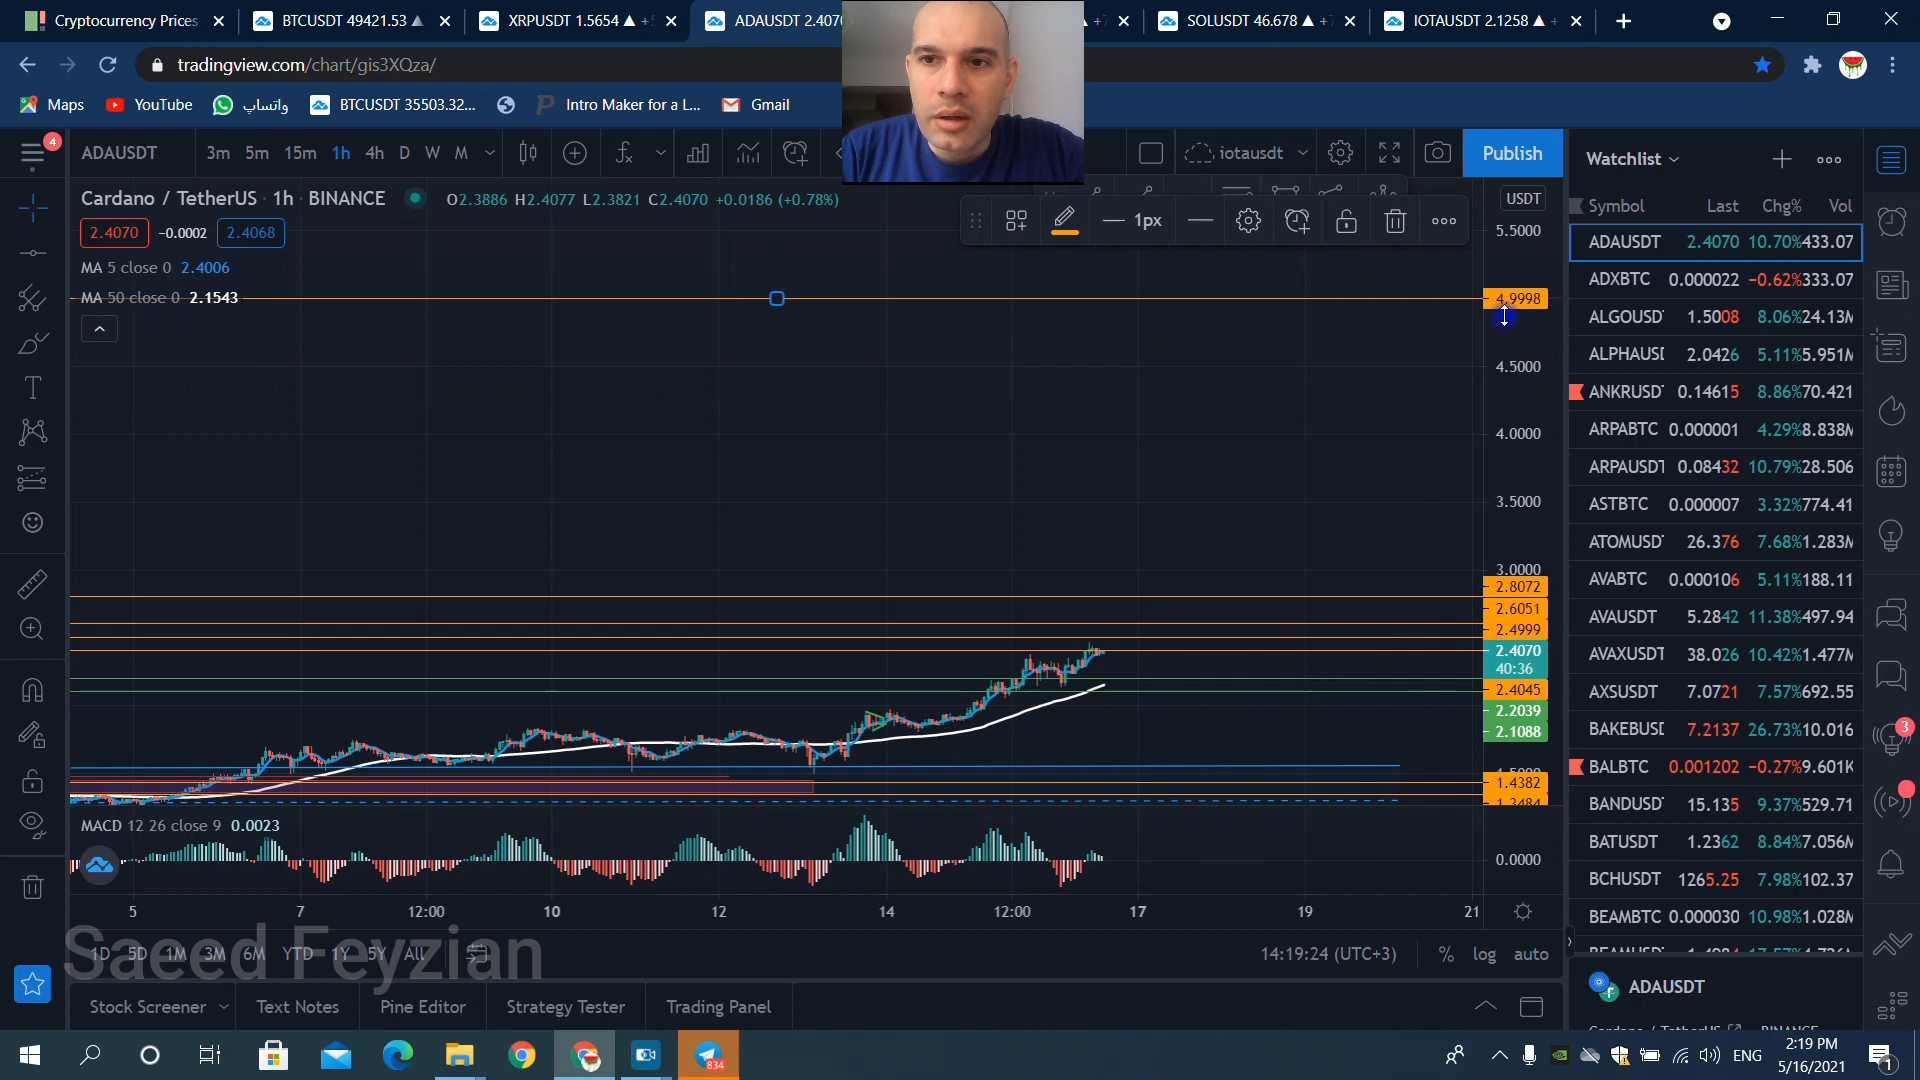 Cryptocurrency Prices
BTCUSDT 49421.53 ▲
XRPUSDT 1.5654 ▲
ADAUSDT 2.4070
SOLUSDT 46.678 ▲
IOTAUSDT 2.1258 ▲
tradingview.com/chart/gis3XQza/
Maps
YouTube
واتساپ
BTCUSDT 35503.32...
Intro Maker for a L...
Gmail
4
ADAUSDT
3m 5m 15m 1h 4h D W M
iotausdt
Publish
Watchlist
Cardano / TetherUS · 1h · BINANCE
O2.3886 H2.4077 L2.3821 C2.4070 +0.0186 (+0.78%)
USDT
Symbol Last Chg% Vol
2.4070 −0.0002 2.4068
1px
MA 5 close 0 2.4006
MA 50 close 0 2.1543
5.5000
4.9998
4.5000
4.0000
3.5000
3.0000
2.8072
2.6051
2.4999
2.4070
40:36
2.4045
2.2039
2.1088
1.4382
ADAUSDT 2.4070 10.70% 433.07
ADXBTC 0.000022 −0.62% 333.07
ALGOUSD 1.5008 8.06% 24.13M
ALPHAUSI 2.0426 5.11% 5.951M
ANKRUSD 0.14615 8.86% 70.421
ARPABTC 0.000001 4.29% 8.838M
ARPAUSDT 0.08432 10.79% 28.506
ASTBTC 0.000007 3.32% 774.41
ATOMUSD 26.376 7.68% 1.283M
AVABTC 0.000106 5.11% 188.11
AVAUSDT 5.2842 11.38% 497.94
AVAXUSDT 38.026 10.42% 1.477M
AXSUSDT 7.0721 7.57% 692.55
BAKEBUSD 7.2137 26.73% 10.016
BALBTC 0.001202 −0.27% 9.601K
BANDUSD 15.135 9.37% 529.71
BATUSDT 1.2362 8.84% 7.056M
BCHUSDT 1265.25 7.98% 102.37
BEAMBTC 0.000030 10.98% 1.028M
3
MACD 12 26 close 9 0.0023
0.0000
5 7 12:00 10 12 14 12:00 17 19 21
Saeed Feyzian
1D 5D 1M 3M 6M YTD 1Y 5Y All
14:19:24 (UTC+3)
% log auto
ADAUSDT
Stock Screener
Text Notes
Pine Editor
Strategy Tester
Trading Panel
834
ENG
2:19 PM
5/16/2021
1